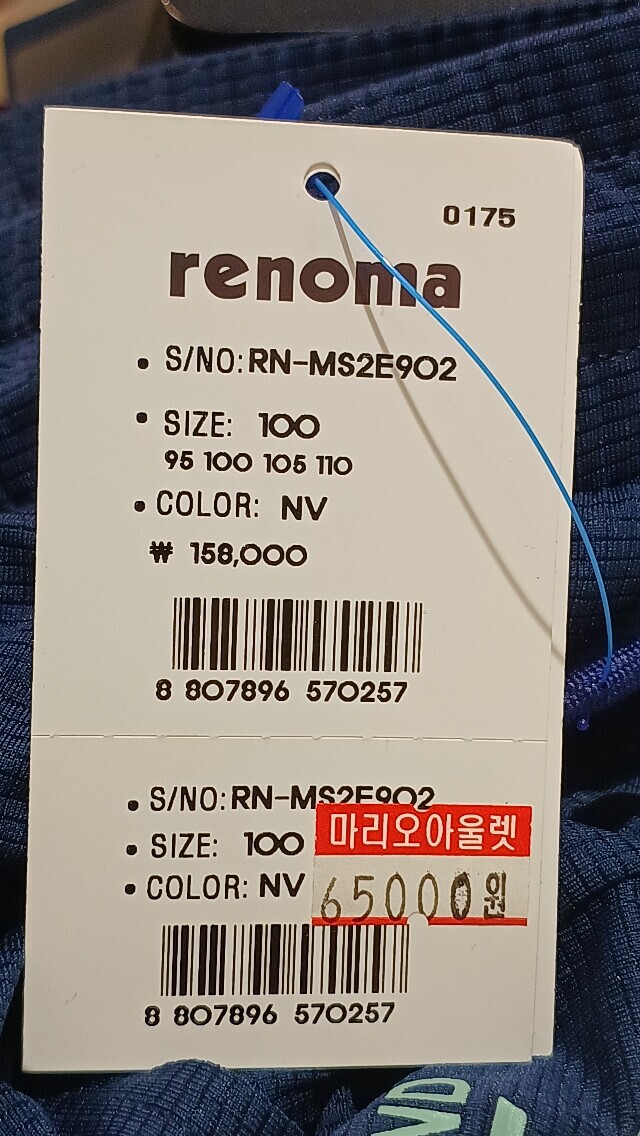 0175
renoma
• S/NO: RN-MS2E902
• SIZE: 100
95 100 105 110
• COLOR: NV
₩ 158,000
8 807896 570257
• S/NO: RN-MS2E902
• SIZE: 100
마리오아울렛
• COLOR: NV
65000원
8 807896 570257